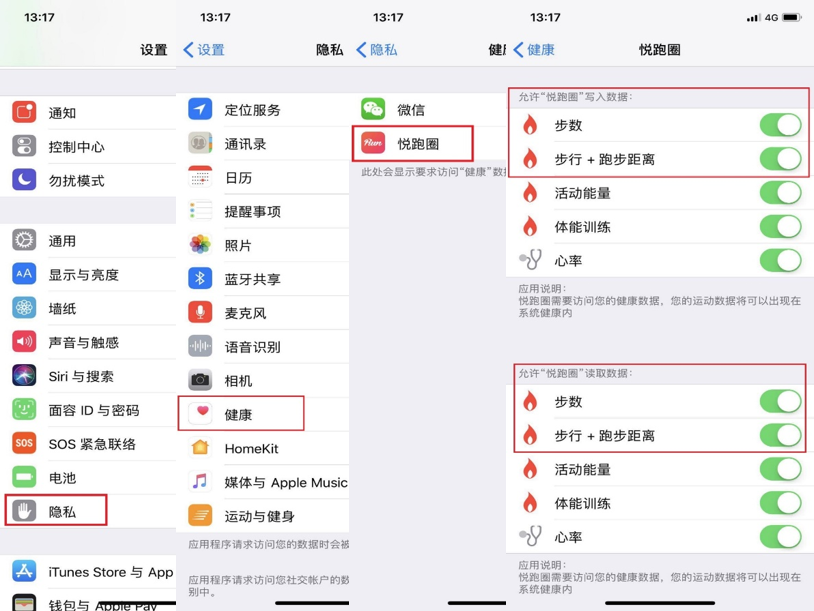 13:17
设置
通知
控制中心
勿扰模式
通用
AA
显示与亮度
墙纸
声音与触感
Siri 与搜索
面容 ID 与密码
SOS
SOS 紧急联络
电池
隐私
iTunes Store 与 App
钱包与 Apple Pay
13:17
设置
隐私
定位服务
通讯录
日历
提醒事项
照片
蓝牙共享
麦克风
语音识别
相机
健康
HomeKit
媒体与 Apple Music
运动与健身
应用程序请求访问您的数据时会被
应用程序请求访问您社交帐户的数
别中。
13:17
隐私
微信
Run
悦跑圈
此处会显示要求访问“健康”数
13:17
4G
健康
悦跑圈
允许“悦跑圈”写入数据：
步数
步行 + 跑步距离
活动能量
体能训练
心率
应用说明：
悦跑圈需要访问您的健康数据，您的运动数据将可以出现在
系统健康内
允许“悦跑圈”读取数据：
步数
步行 + 跑步距离
活动能量
体能训练
心率
应用说明：
悦跑圈需要访问您的健康数据，您的运动数据将可以出现在
系统健康内